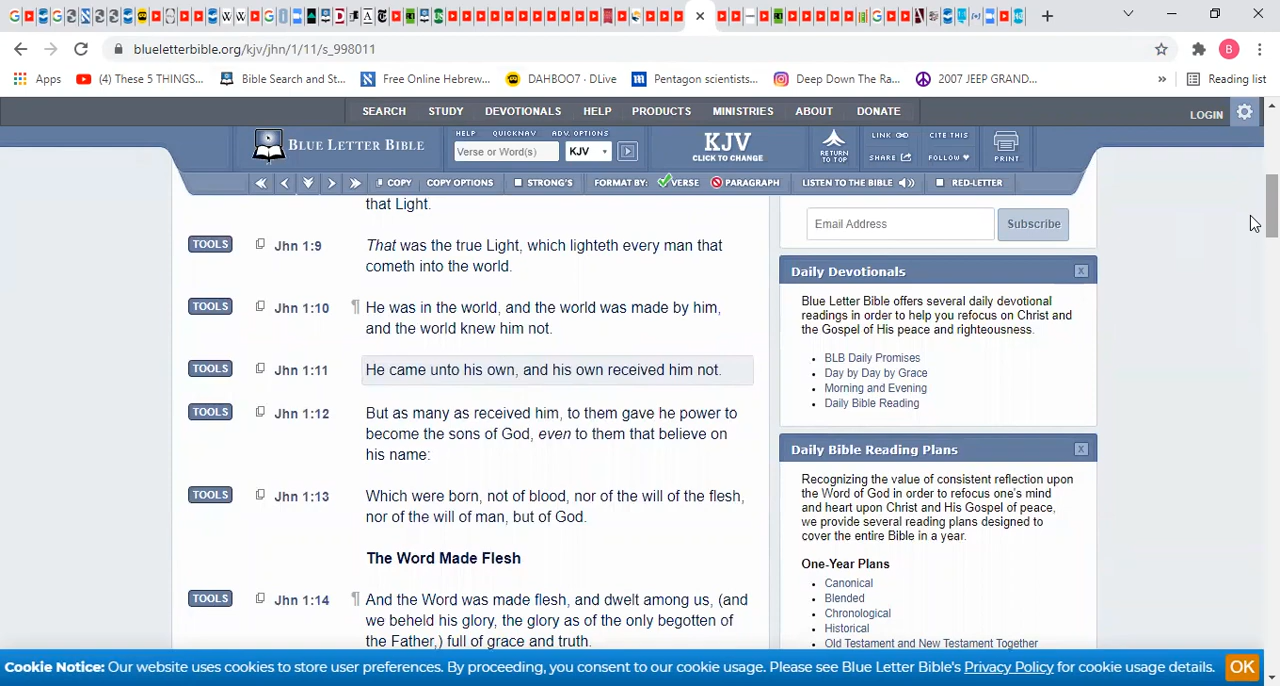 blueletterbible.org/kjv/jhn/1/11/s_998011
B
Apps
(4) These 5 THINGS...
Bible Search and St...
Free Online Hebrew...
DAHBOO7 - DLive
Pentagon scientists...
Deep Down The Ra...
2007 JEEP GRAND...
»
Reading list
SEARCH STUDY DEVOTIONALS HELP PRODUCTS MINISTRIES ABOUT DONATE
LOGIN
BLUE LETTER BIBLE
HELP QUICKNAV ADV. OPTIONS
Verse or Word(s)
KJV
KJV
CLICK TO CHANGE
RETURN
TO TOP
LINK
CITE THIS
SHARE
FOLLOW
PRINT
COPY COPY OPTIONS STRONG'S FORMAT BY: VERSE PARAGRAPH LISTEN TO THE BIBLE RED-LETTER
that Light.
TOOLS Jhn 1:9 That was the true Light, which lighteth every man that
cometh into the world.
TOOLS Jhn 1:10 ¶ He was in the world, and the world was made by him,
and the world knew him not.
TOOLS Jhn 1:11 He came unto his own, and his own received him not.
TOOLS Jhn 1:12 But as many as received him, to them gave he power to
become the sons of God, even to them that believe on
his name:
TOOLS Jhn 1:13 Which were born, not of blood, nor of the will of the flesh,
nor of the will of man, but of God.
The Word Made Flesh
TOOLS Jhn 1:14 ¶ And the Word was made flesh, and dwelt among us, (and
we beheld his glory, the glory as of the only begotten of
the Father,) full of grace and truth.
Email Address
Subscribe
Daily Devotionals
Blue Letter Bible offers several daily devotional
readings in order to help you refocus on Christ and
the Gospel of His peace and righteousness.
BLB Daily Promises
Day by Day by Grace
Morning and Evening
Daily Bible Reading
Daily Bible Reading Plans
Recognizing the value of consistent reflection upon
the Word of God in order to refocus one's mind
and heart upon Christ and His Gospel of peace,
we provide several reading plans designed to
cover the entire Bible in a year.
One-Year Plans
Canonical
Blended
Chronological
Historical
Old Testament and New Testament Together
Cookie Notice: Our website uses cookies to store user preferences. By proceeding, you consent to our cookie usage. Please see Blue Letter Bible's Privacy Policy for cookie usage details.
OK